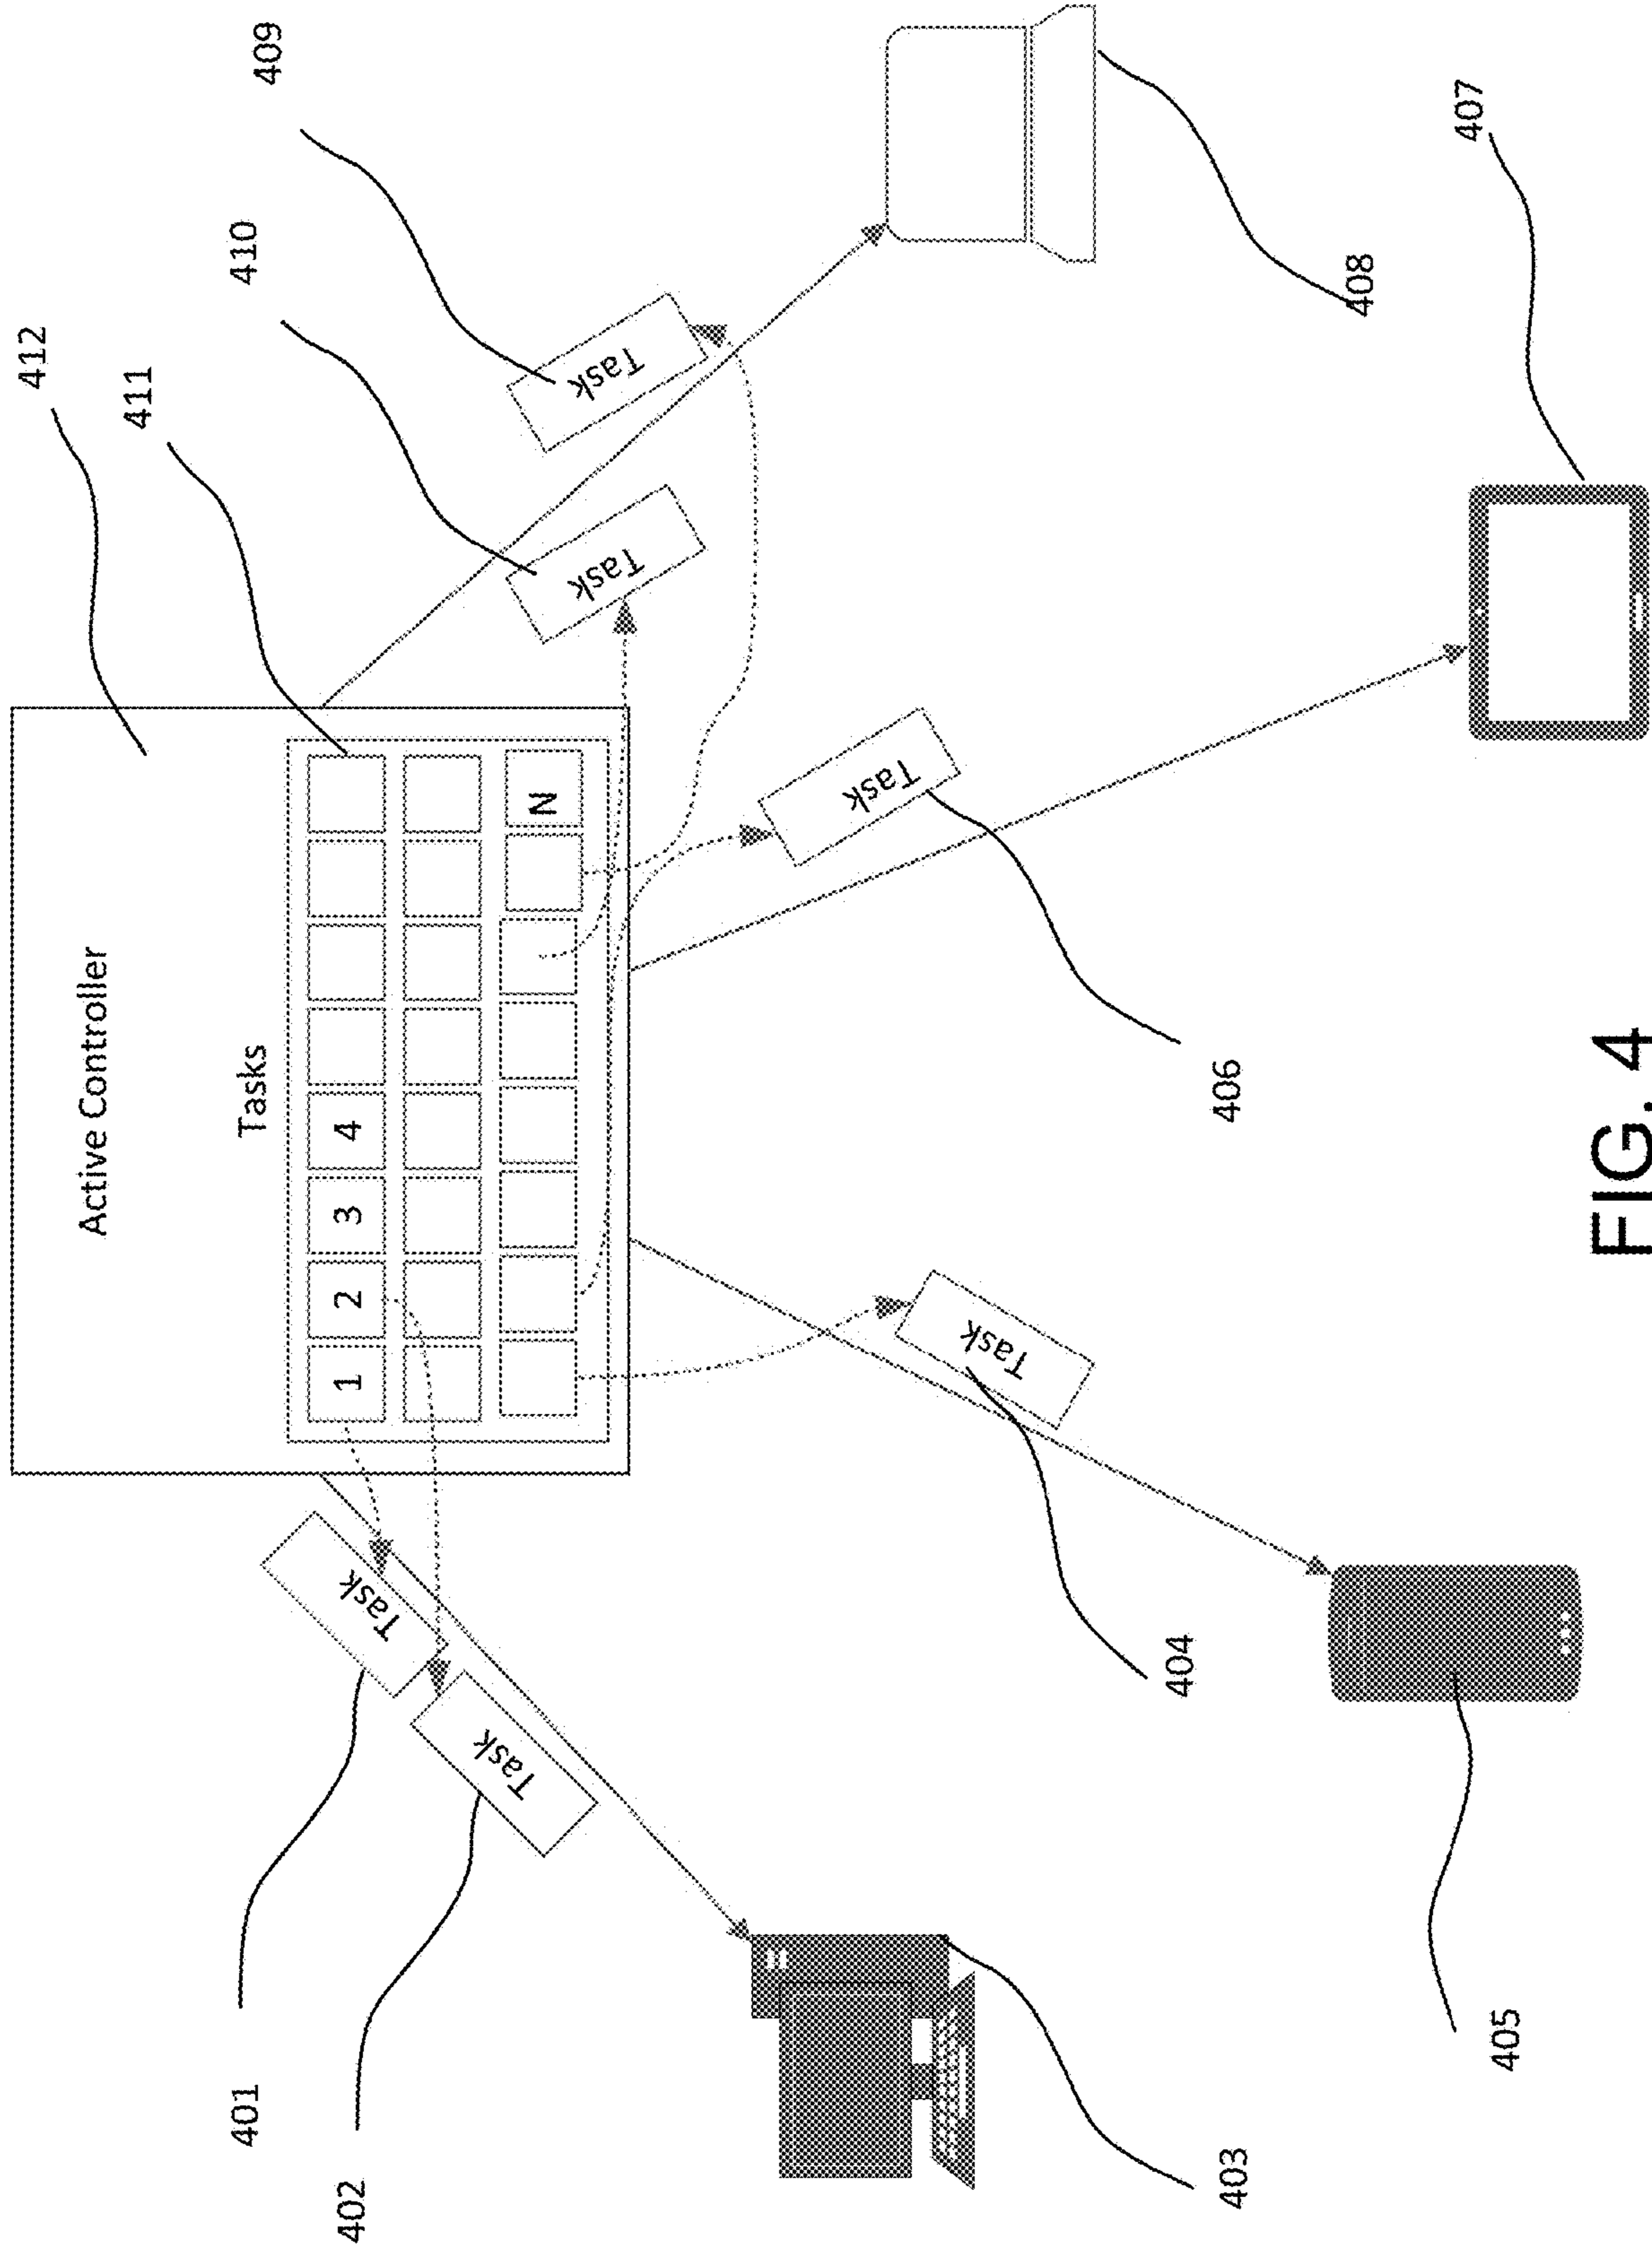 412
Active Controller
411
409
410
Tasks
401
402
1 2 3 4
N
Task
Task
Task
Task
Task
Task
404
406
403
408
407
405
FIG. 4